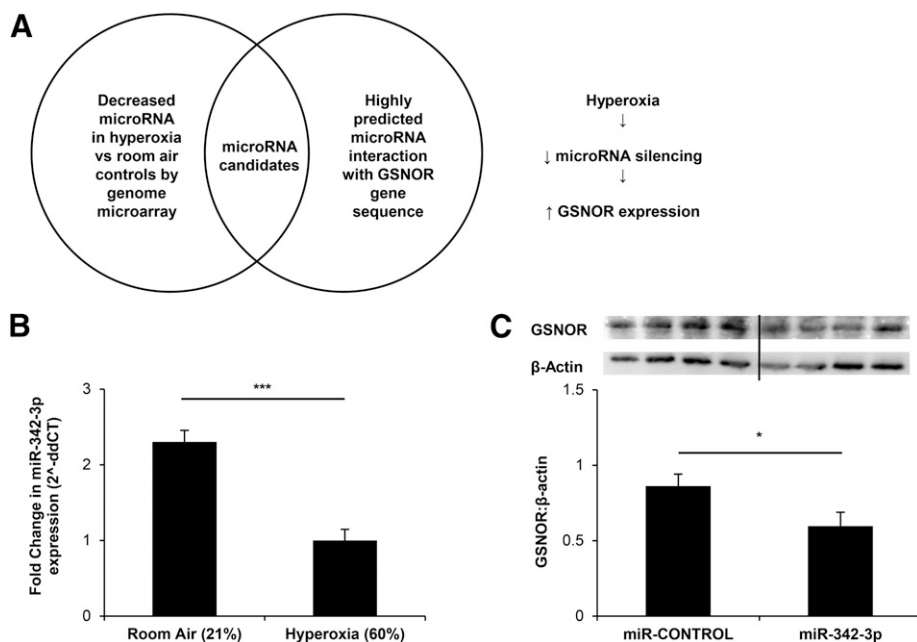 A
Decreased
microRNA
in hyperoxia
vs room air
controls by
genome
microarray
microRNA
candidates
Highly
predicted
microRNA
interaction
with GSNOR
gene
sequence
Hyperoxia
↓
↓ microRNA silencing
↓
↑ GSNOR expression
B
Fold Change in miR-342-3p
expression (2^-ddCT)
3
2
1
0
***
Room Air (21%)
Hyperoxia (60%)
C
GSNOR
β-Actin
GSNOR:β-actin
1.5
1
0.5
0
*
miR-CONTROL
miR-342-3p